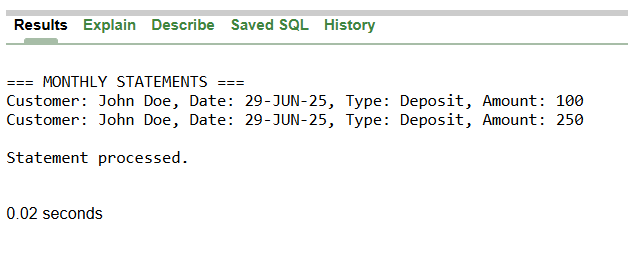 Results Explain Describe Saved SQL History
=== MONTHLY STATEMENTS ===
Customer: John Doe, Date: 29-JUN-25, Type: Deposit, Amount: 100
Customer: John Doe, Date: 29-JUN-25, Type: Deposit, Amount: 250
Statement processed.
0.02 seconds